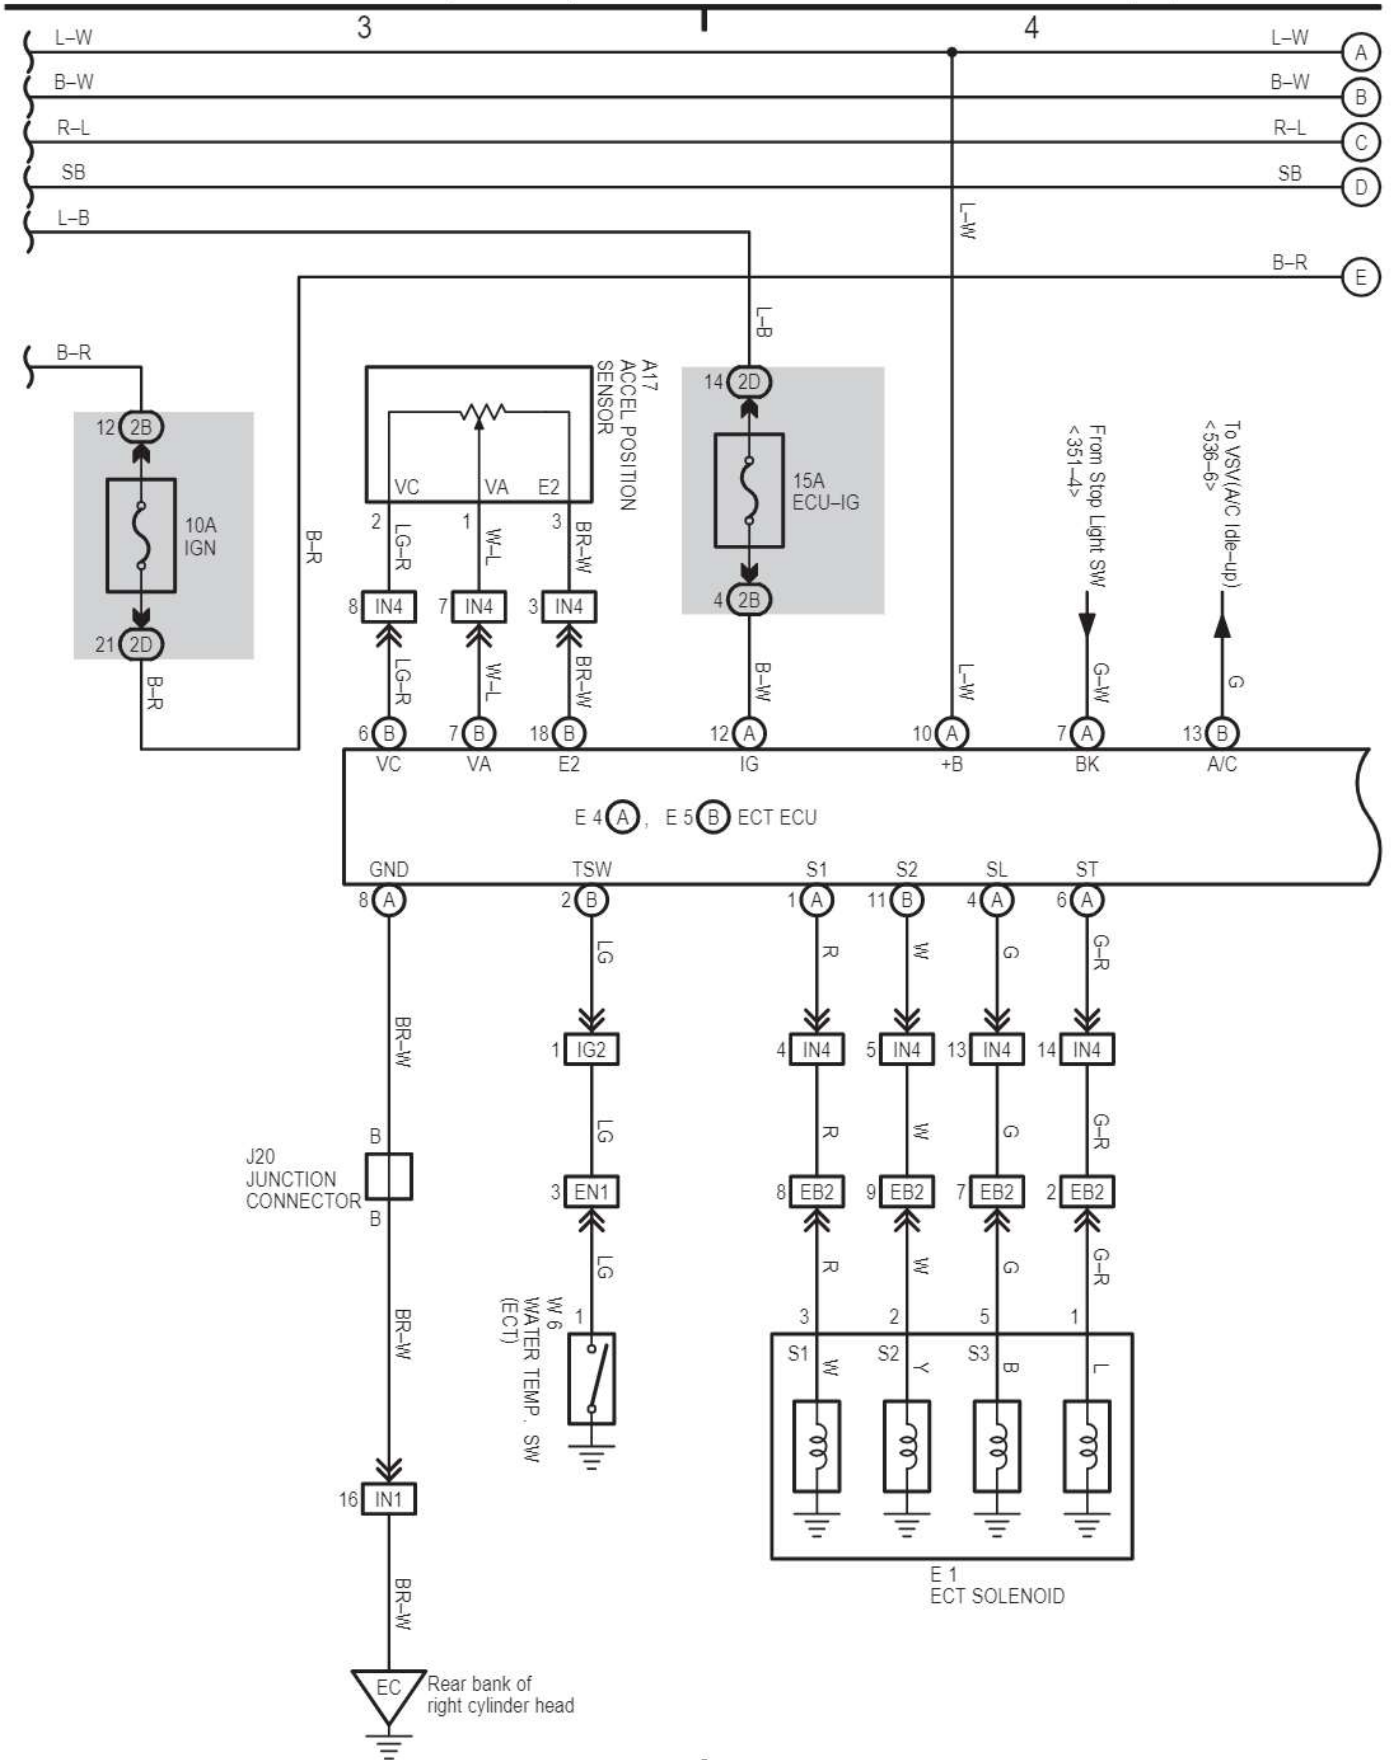 3
4
L–W
L–W
A
B–W
B–W
B
R–L
R–L
C
SB
SB
D
L–B
L–W
B–R
E
L–B
B–R
A17
ACCEL POSITION
SENSOR
14 2D
12 2B
From Stop Light SW
<351–4>
To VSV(A/C Idle–up)
<536–6>
15A
ECU–IG
VC VA E2
10A
IGN
2 1 3
B–R
LG–R W–L BR–W
8 IN4 7 IN4 3 IN4
4 2B
21 2D
B–R
LG–R W–L BR–W B–W L–W G–W G
6 B 7 B 18 B 12 A 10 A 7 A 13 B
VC VA E2 IG +B BK A/C
E 4 A , E 5 B ECT ECU
GND TSW S1 S2 SL ST
8 A 2 B 1 A 11 B 4 A 6 A
LG R W G G–R
BR–W
1 IG2 4 IN4 5 IN4 13 IN4 14 IN4
B
LG R W G G–R
J20
JUNCTION
CONNECTOR
3 EN1 8 EB2 9 EB2 7 EB2 2 EB2
B
LG R W G G–R
W 6
WATER TEMP. SW
(ECT)
1 3 2 5 1
BR–W
S1 W S2 Y S3 B L
16 IN1
E 1
ECT SOLENOID
BR–W
EC
Rear bank of
right cylinder head